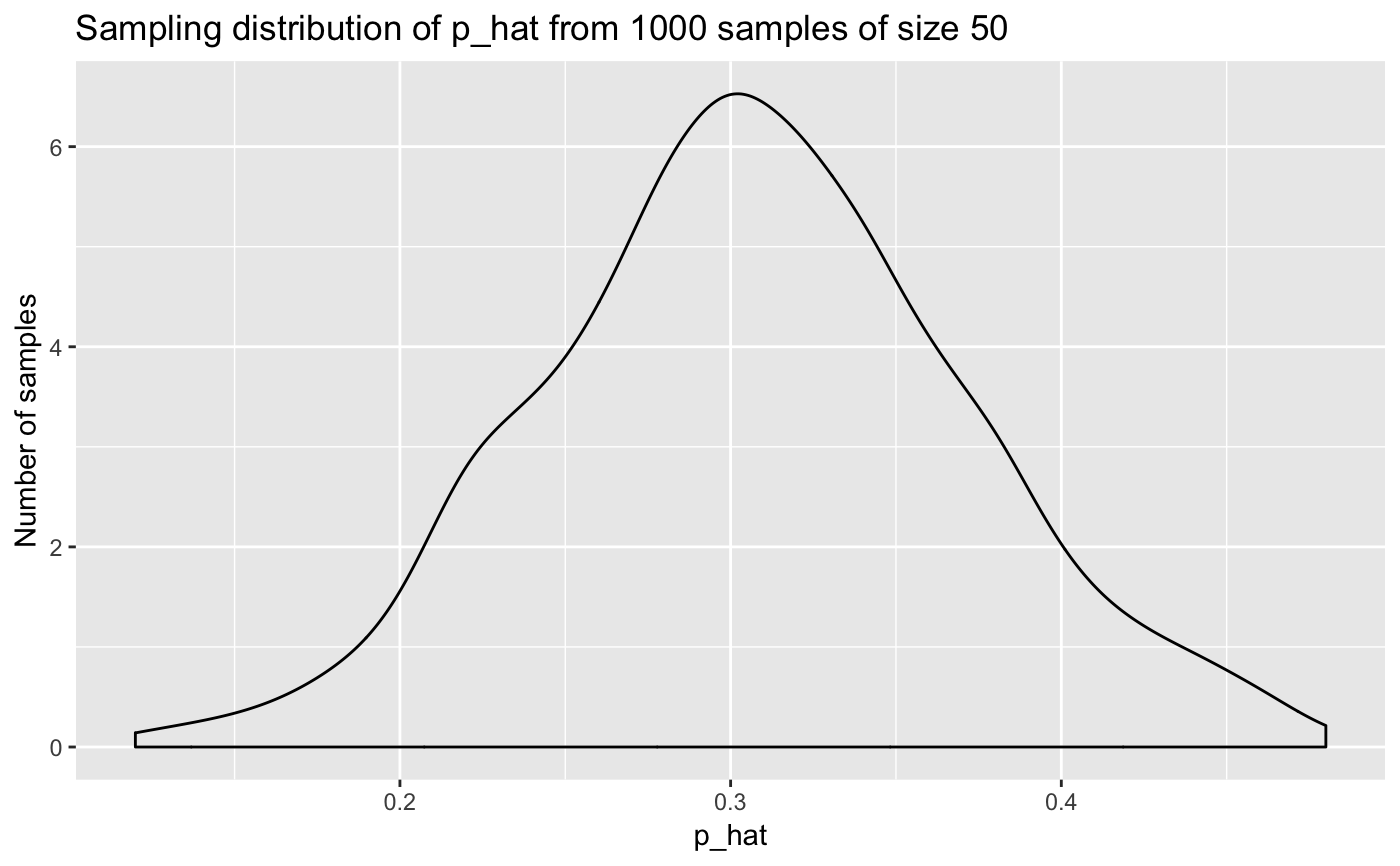 Sampling distribution of p_hat from 1000 samples of size 50
Number of samples
6
4
2
0
0.2 0.3 0.4
p_hat